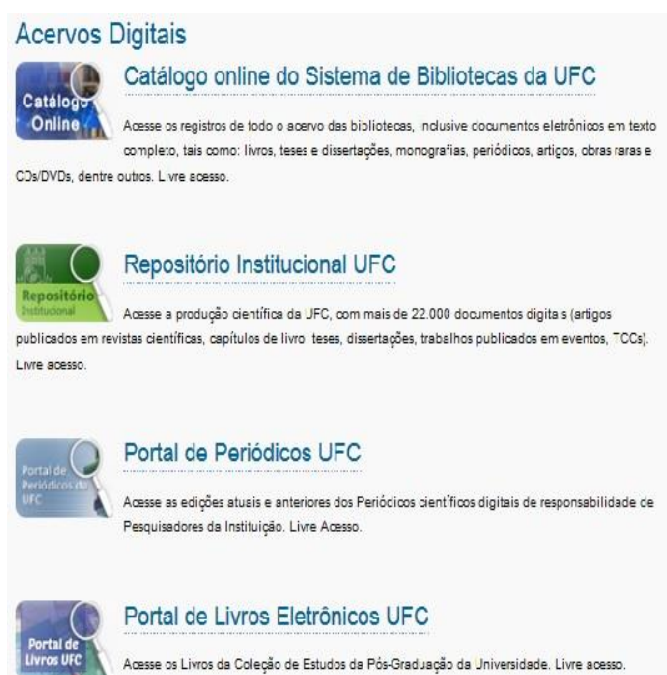 Acervos Digitais
Catálogo Online
Catálogo online do Sistema de Bibliotecas da UFC
Acesse os registros de todo o acervo das bibliotecas, inclusive documentos eletrônicos em texto
completo, tais como: livros, teses e dissertações, monografias, periódicos, artigos, obras raras e
CDs/DVDs, dentre outros. Livre acesso.
Repositório Institucional
Repositório Institucional UFC
Acesse a produção científica da UFC, com mais de 22.000 documentos digitais (artigos
publicados em revistas científicas, capítulos de livro, teses, dissertações, trabalhos publicados em eventos, TCCs).
Livre acesso.
Portal de Periódicos da UFC
Portal de Periódicos UFC
Acesse as edições atuais e anteriores dos Periódicos científicos digitais de responsabilidade de
Pesquisadores da Instituição. Livre Acesso.
Portal de Livros UFC
Portal de Livros Eletrônicos UFC
Acesse os Livros da Coleção de Estudos da Pós-Graduação da Universidade. Livre acesso.